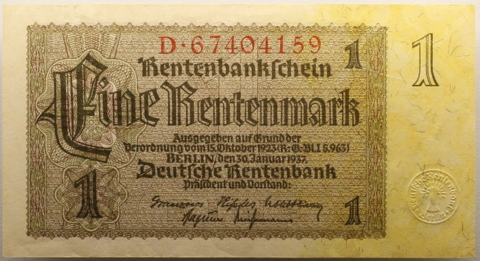 D·67404159
1
1
Rentenbankschein
Eine Rentenmark
Ausgegeben auf Grund der
Verordnung vom 15. Oktober 1923 (R.G.Bl.I S.963)
BERLIN, den 30. Januar 1937.
Deutsche Rentenbank
Präsident und Vorstand:
1
1